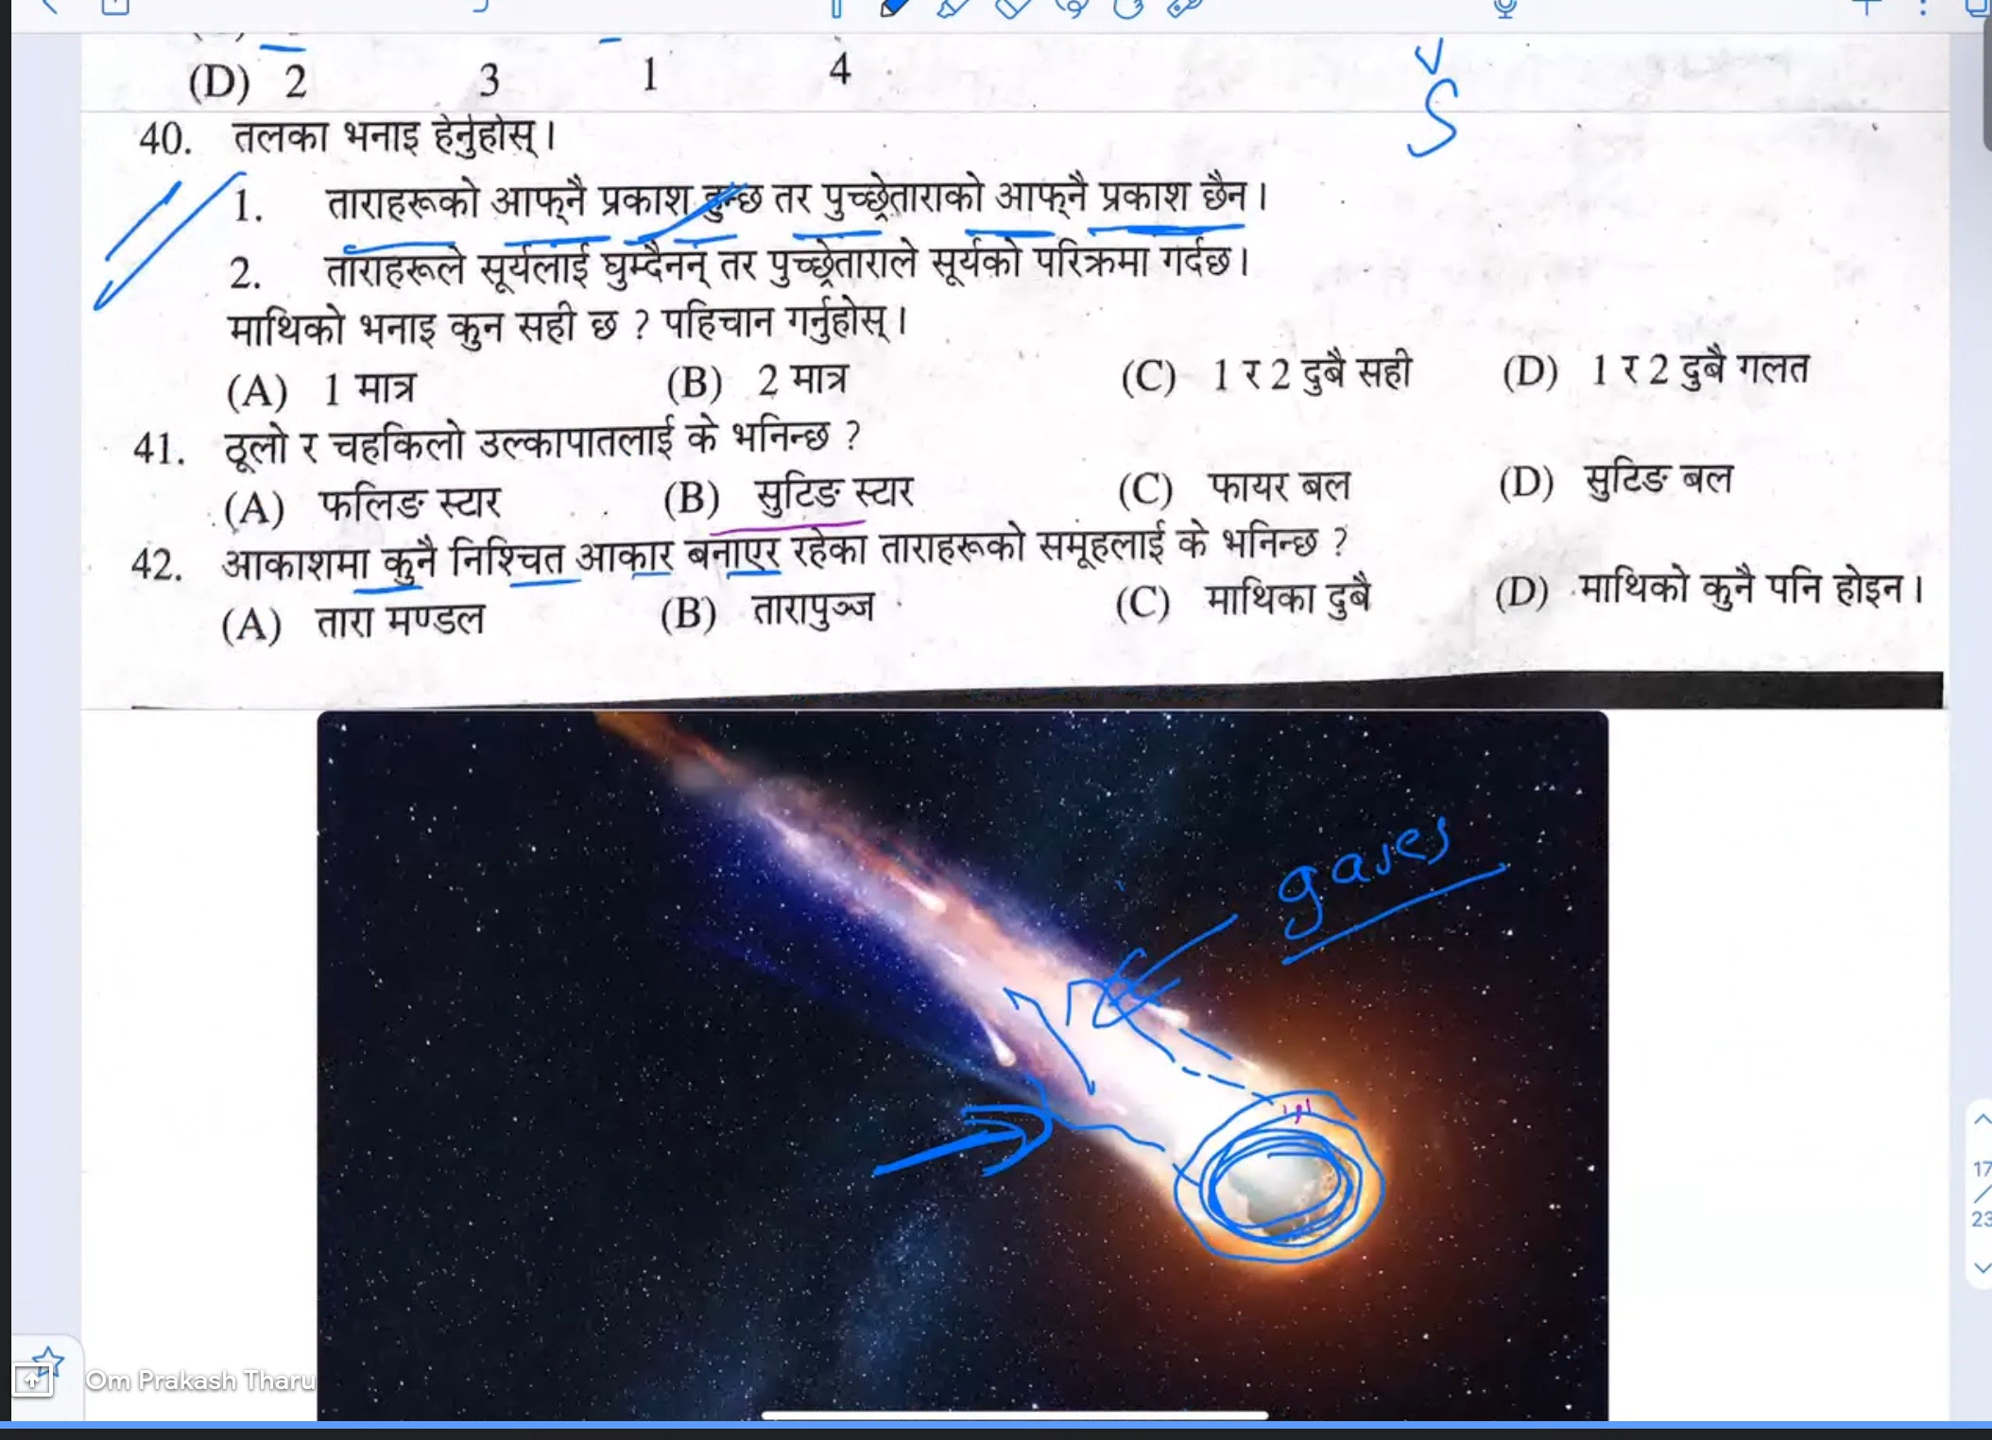 (D) 2 3 1 4
40. तलका भनाइ हेर्नुहोस् ।
1. ताराहरूको आफ्नै प्रकाश हुन्छ तर पुच्छ्रेताराको आफ्नै प्रकाश छैन ।
2. ताराहरूले सूर्यलाई घुम्दैनन् तर पुच्छ्रेताराले सूर्यको परिक्रमा गर्दछ ।
माथिको भनाइ कुन सही छ ? पहिचान गर्नुहोस् ।
(A) 1 मात्र (B) 2 मात्र (C) 1 र 2 दुबै सही (D) 1 र 2 दुबै गलत
41. ठूलो र चहकिलो उल्कापातलाई के भनिन्छ ?
(A) फलिङ स्टार (B) सुटिङ स्टार (C) फायर बल (D) सुटिङ बल
42. आकाशमा कुनै निश्चित आकार बनाएर रहेका ताराहरूको समूहलाई के भनिन्छ ?
(A) तारा मण्डल (B) तारापुञ्ज (C) माथिका दुबै (D) माथिको कुनै पनि होइन ।
gases
17
/
23
Om Prakash Tharu